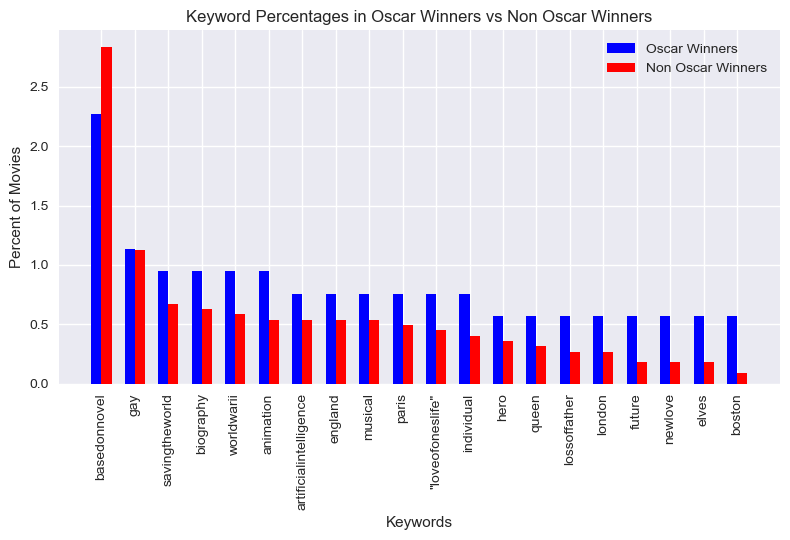 Keyword Percentages in Oscar Winners vs Non Oscar Winners
Oscar Winners
Non Oscar Winners
Percent of Movies
2.5
2.0
1.5
1.0
0.5
0.0
basedonnovel
gay
savingtheworld
biography
worldwarii
animation
artificialintelligence
england
musical
paris
"loveofoneslife"
individual
hero
queen
lossoffather
london
future
newlove
elves
boston
Keywords